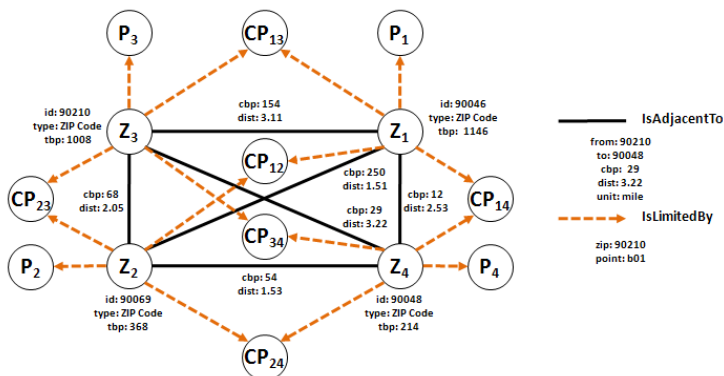 P3
CP13
P1
cbp: 154
dist: 3.11
id: 90210
type: ZIP Code
tbp: 1008
id: 90046
type: ZIP Code
tbp: 1146
IsAdjacentTo
Z3
Z1
from: 90210
to: 90048
cbp: 29
dist: 3.22
unit: mile
CP12
cbp: 250
dist: 1.51
cbp: 68
dist: 2.05
cbp: 12
dist: 2.53
CP23
CP14
cbp: 29
dist: 3.22
IsLimitedBy
CP34
zip: 90210
point: b01
P2
Z2
Z4
P4
cbp: 54
dist: 1.53
id: 90069
type: ZIP Code
tbp: 368
id: 90048
type: ZIP Code
tbp: 214
CP24